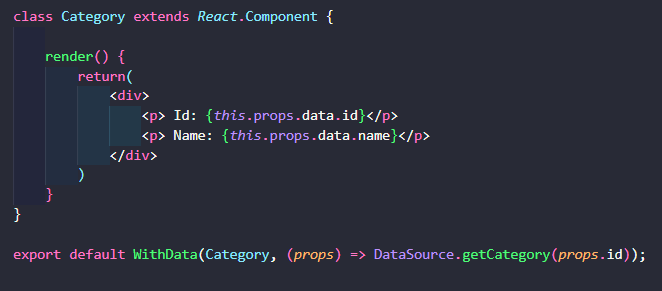 class Category extends React.Component {
render() {
return(
<div>
<p> Id: {this.props.data.id}</p>
<p> Name: {this.props.data.name}</p>
</div>
)
}
}
export default WithData(Category, (props) => DataSource.getCategory(props.id));